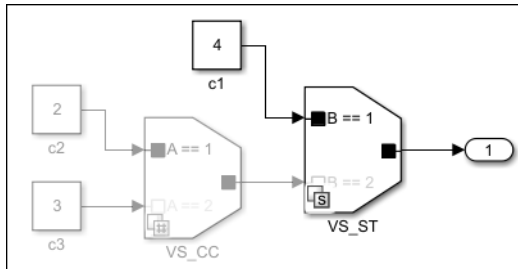 4
c1
2
c2
B == 1
1
A == 1
3
c3
A == 2
#
VS_CC
B == 2
s
VS_ST